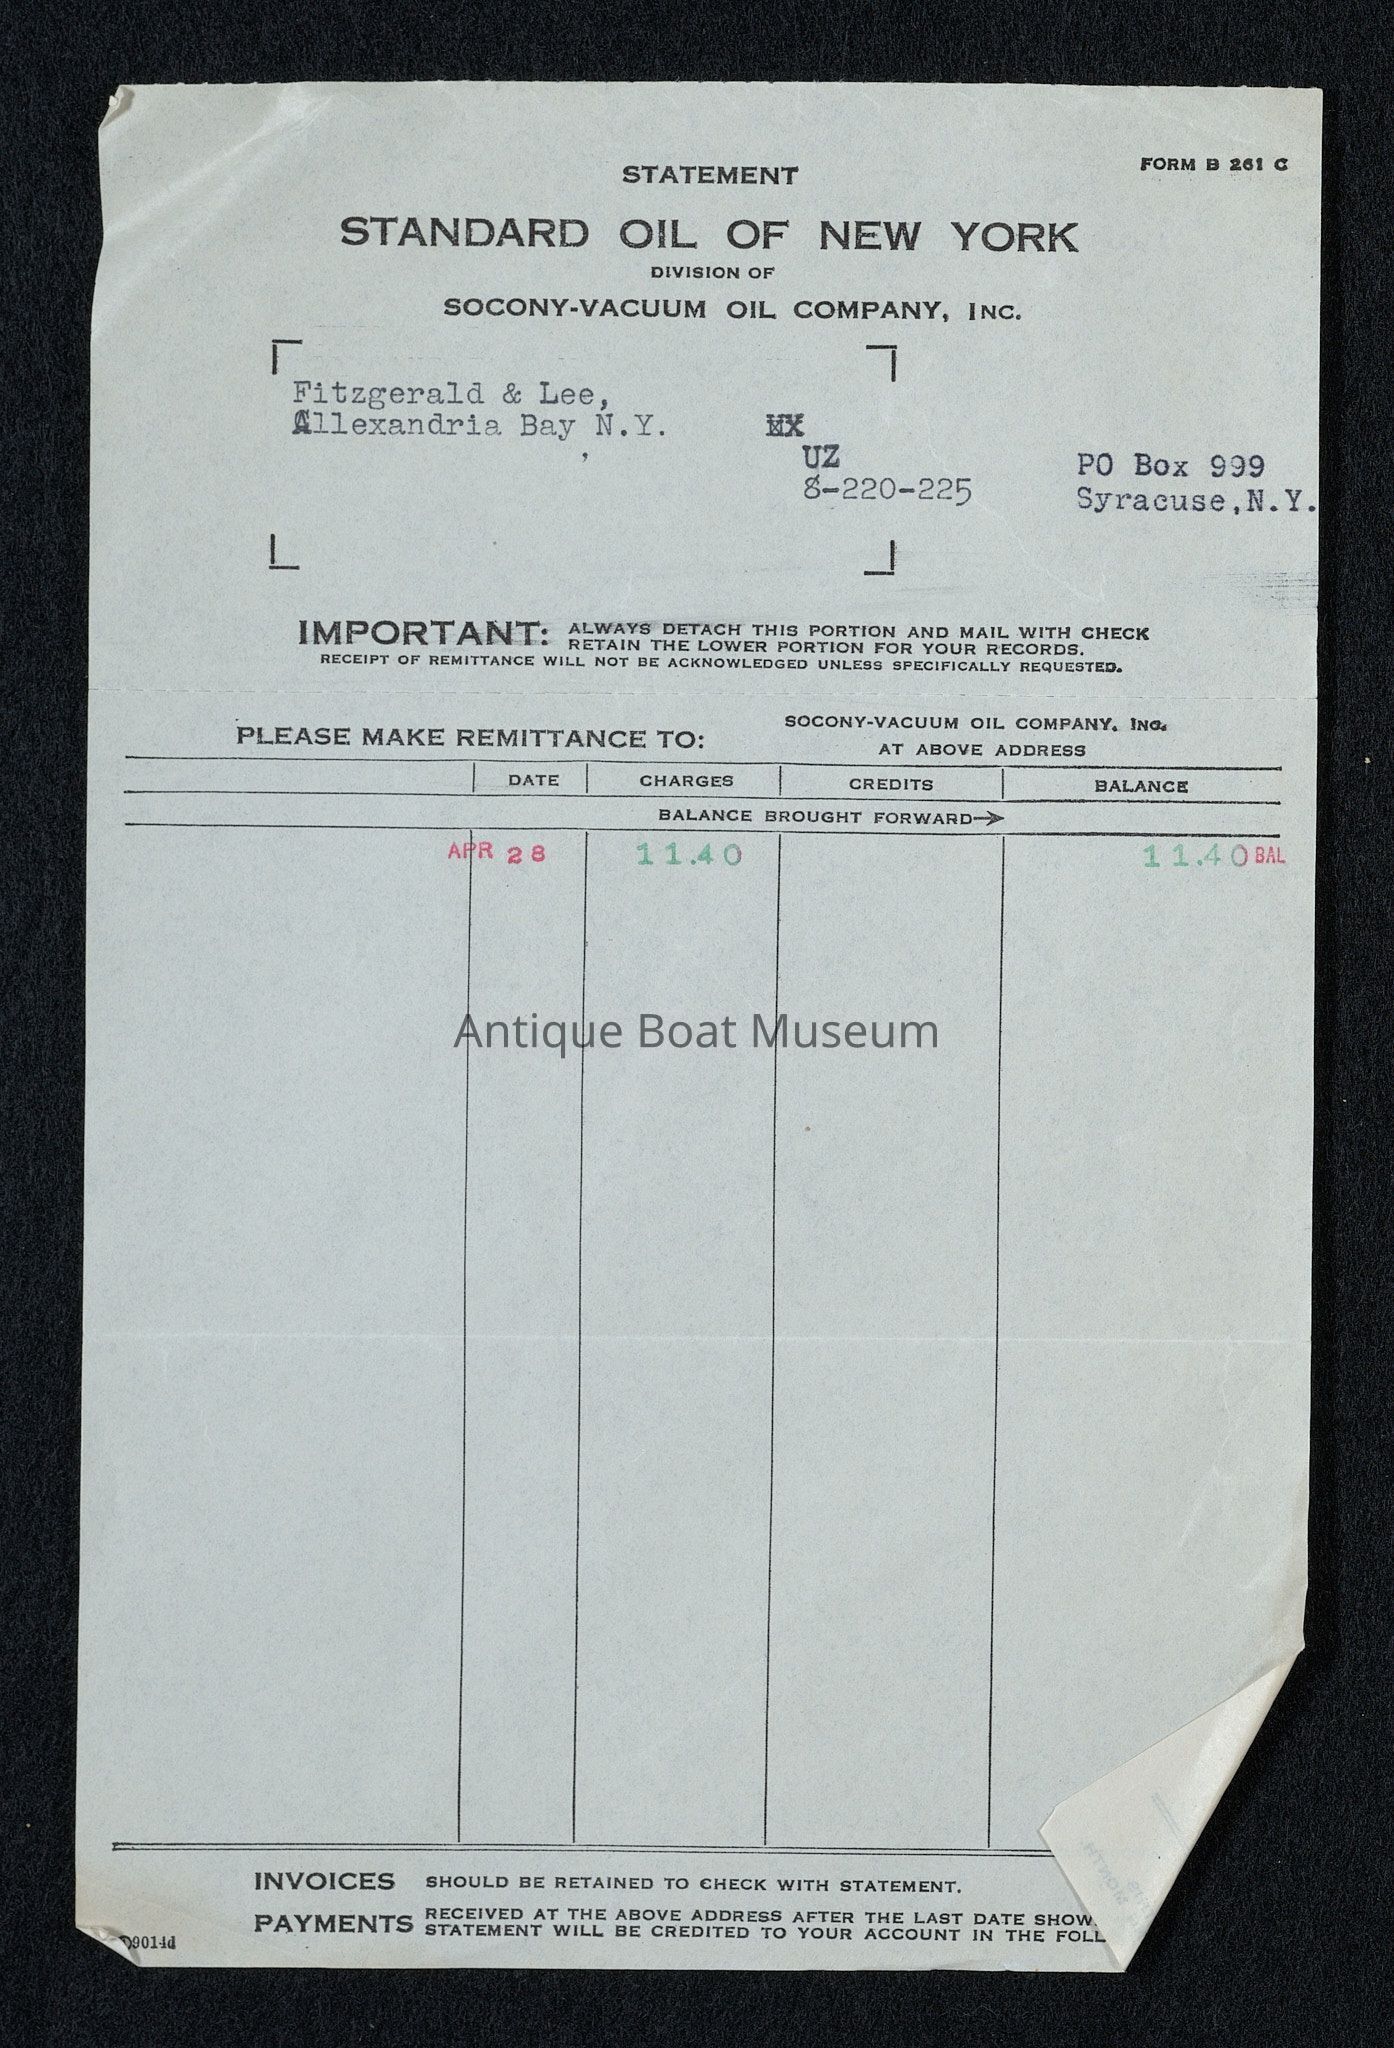 FORM B 261 C
STATEMENT
STANDARD OIL OF NEW YORK
DIVISION OF
SOCONY-VACUUM OIL COMPANY, INC.
Fitzgerald & Lee,
Allexandria Bay N.Y.
,
UZ
8-220-225
PO Box 999
Syracuse,N.Y.
IMPORTANT: ALWAYS DETACH THIS PORTION AND MAIL WITH CHECK
RETAIN THE LOWER PORTION FOR YOUR RECORDS.
RECEIPT OF REMITTANCE WILL NOT BE ACKNOWLEDGED UNLESS SPECIFICALLY REQUESTED.
PLEASE MAKE REMITTANCE TO: SOCONY-VACUUM OIL COMPANY, INC.
AT ABOVE ADDRESS
DATE CHARGES CREDITS BALANCE
BALANCE BROUGHT FORWARD→
APR 28 11.40 11.40 BAL
Antique Boat Museum
INVOICES SHOULD BE RETAINED TO CHECK WITH STATEMENT.
PAYMENTS RECEIVED AT THE ABOVE ADDRESS AFTER THE LAST DATE SHOW
STATEMENT WILL BE CREDITED TO YOUR ACCOUNT IN THE FOLL